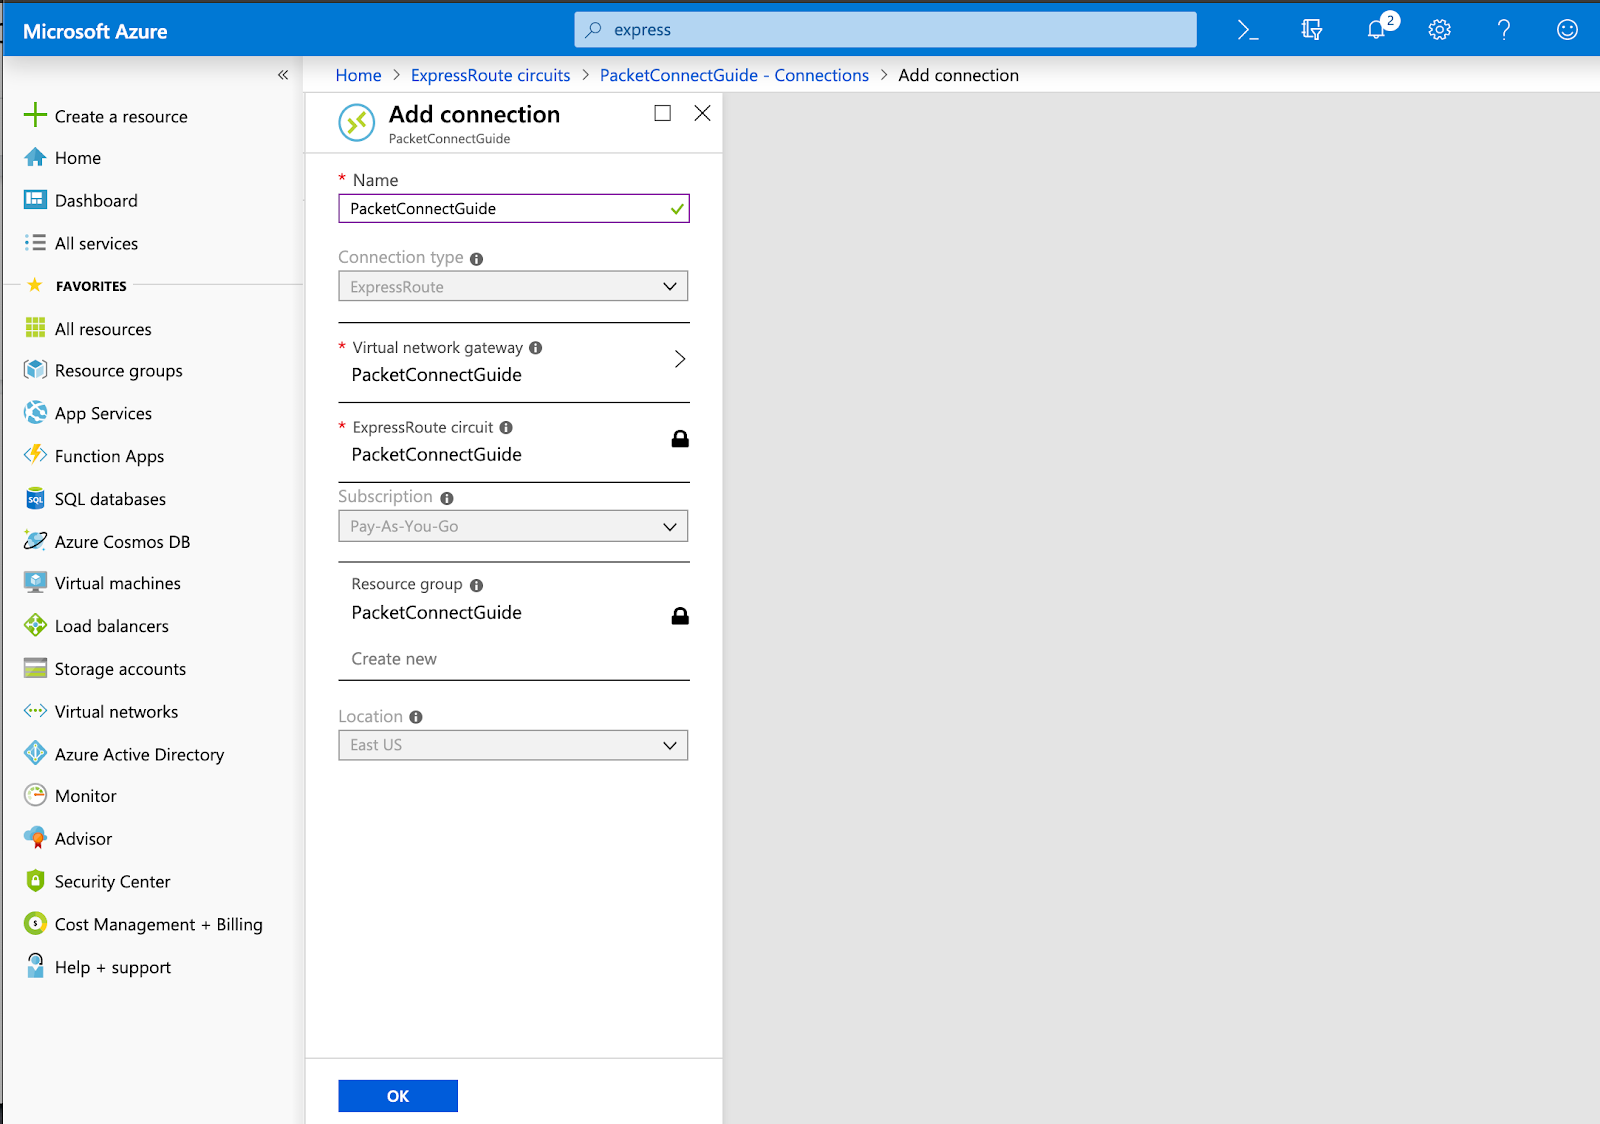 Microsoft Azure
express
2
Home > ExpressRoute circuits > PacketConnectGuide - Connections > Add connection
Create a resource
Home
Dashboard
All services
FAVORITES
All resources
Resource groups
App Services
Function Apps
SQL databases
Azure Cosmos DB
Virtual machines
Load balancers
Storage accounts
Virtual networks
Azure Active Directory
Monitor
Advisor
Security Center
Cost Management + Billing
Help + support
Add connection
PacketConnectGuide
* Name
PacketConnectGuide
Connection type
ExpressRoute
* Virtual network gateway
PacketConnectGuide
* ExpressRoute circuit
PacketConnectGuide
Subscription
Pay-As-You-Go
Resource group
PacketConnectGuide
Create new
Location
East US
OK